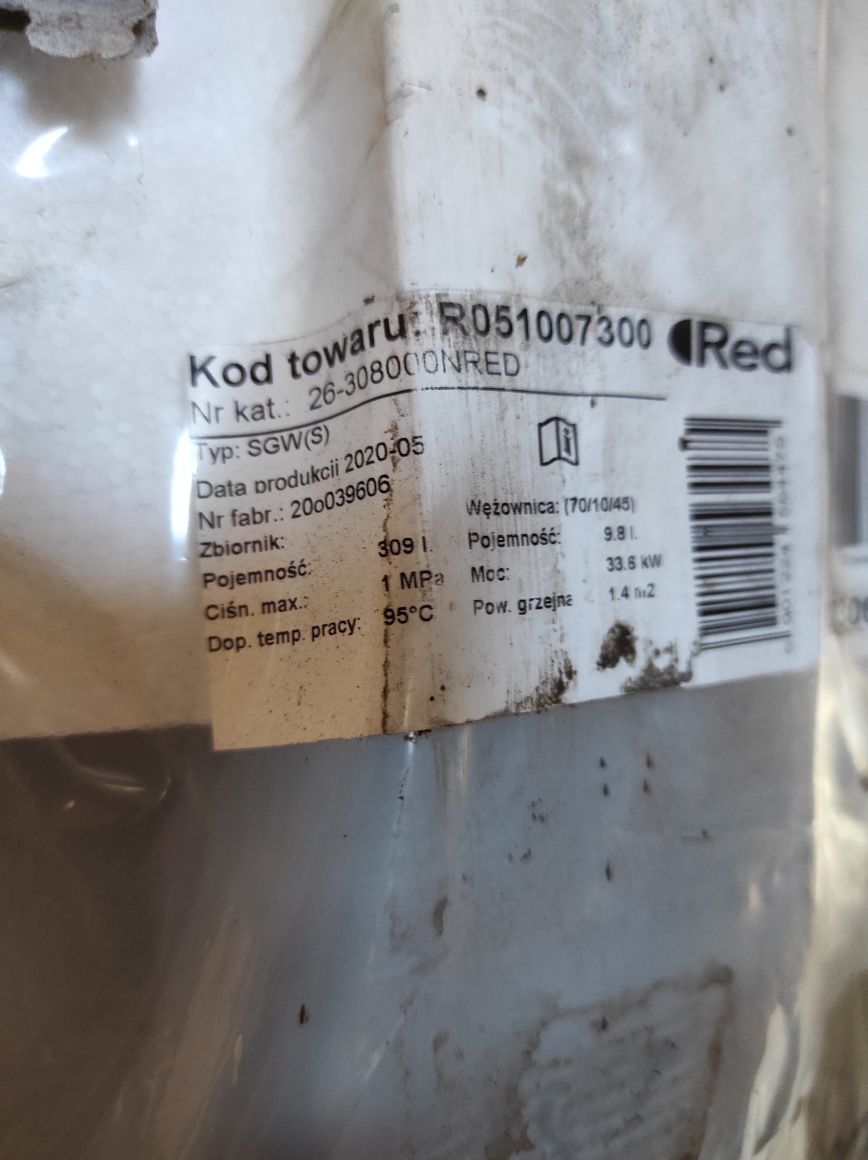 Kod towaru: R051007300
Red
Nr kat.: 26-308000NRED
Typ: SGW(S)
Data produkcji 2020-05
Nr fabr.: 20o039606
Zbiornik:
Pojemność: 309 l.
Ciśn. max.: 1 MPa
Dop. temp. pracy: 95°C
Wężownica: (70/10/45)
Pojemność: 9.8 l.
Moc: 33.6 kW
Pow. grzejna 1.4 m2